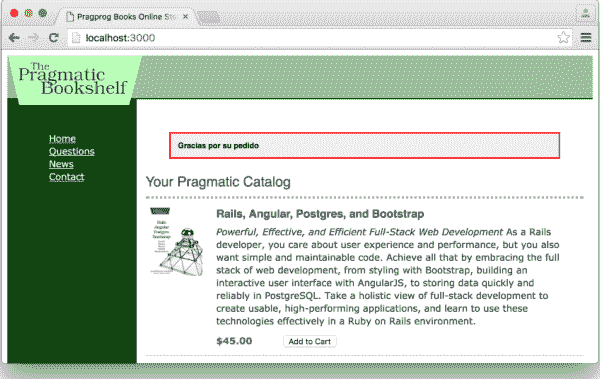 Pragprog Books Online Sto
localhost:3000
The
Pragmatic
Bookshelf
Home
Questions
News
Contact
Gracias por su pedido
Your Pragmatic Catalog
Rails, Angular, Postgres, and Bootstrap
Powerful, Effective, and Efficient Full-Stack Web Development As a Rails
developer, you care about user experience and performance, but you also
want simple and maintainable code. Achieve all that by embracing the full
stack of web development, from styling with Bootstrap, building an
interactive user interface with AngularJS, to storing data quickly and
reliably in PostgreSQL. Take a holistic view of full-stack development to
create usable, high-performing applications, and learn to use these
technologies effectively in a Ruby on Rails environment.
$45.00 Add to Cart